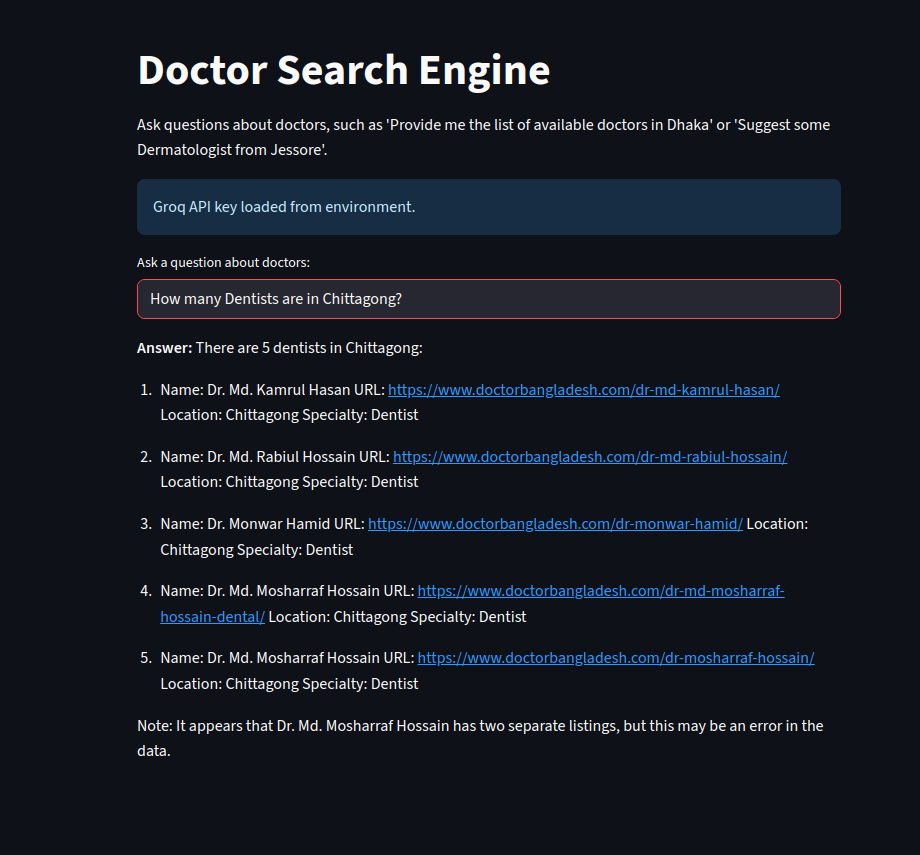 Doctor Search Engine
Ask questions about doctors, such as 'Provide me the list of available doctors in Dhaka' or 'Suggest some
Dermatologist from Jessore'.
Groq API key loaded from environment.
Ask a question about doctors:
How many Dentists are in Chittagong?
Answer: There are 5 dentists in Chittagong:
1. Name: Dr. Md. Kamrul Hasan URL: https://www.doctorbangladesh.com/dr-md-kamrul-hasan/
Location: Chittagong Specialty: Dentist
2. Name: Dr. Md. Rabiul Hossain URL: https://www.doctorbangladesh.com/dr-md-rabiul-hossain/
Location: Chittagong Specialty: Dentist
3. Name: Dr. Monwar Hamid URL: https://www.doctorbangladesh.com/dr-monwar-hamid/ Location:
Chittagong Specialty: Dentist
4. Name: Dr. Md. Mosharraf Hossain URL: https://www.doctorbangladesh.com/dr-md-mosharraf-
hossain-dental/ Location: Chittagong Specialty: Dentist
5. Name: Dr. Md. Mosharraf Hossain URL: https://www.doctorbangladesh.com/dr-mosharraf-hossain/
Location: Chittagong Specialty: Dentist
Note: It appears that Dr. Md. Mosharraf Hossain has two separate listings, but this may be an error in the
data.